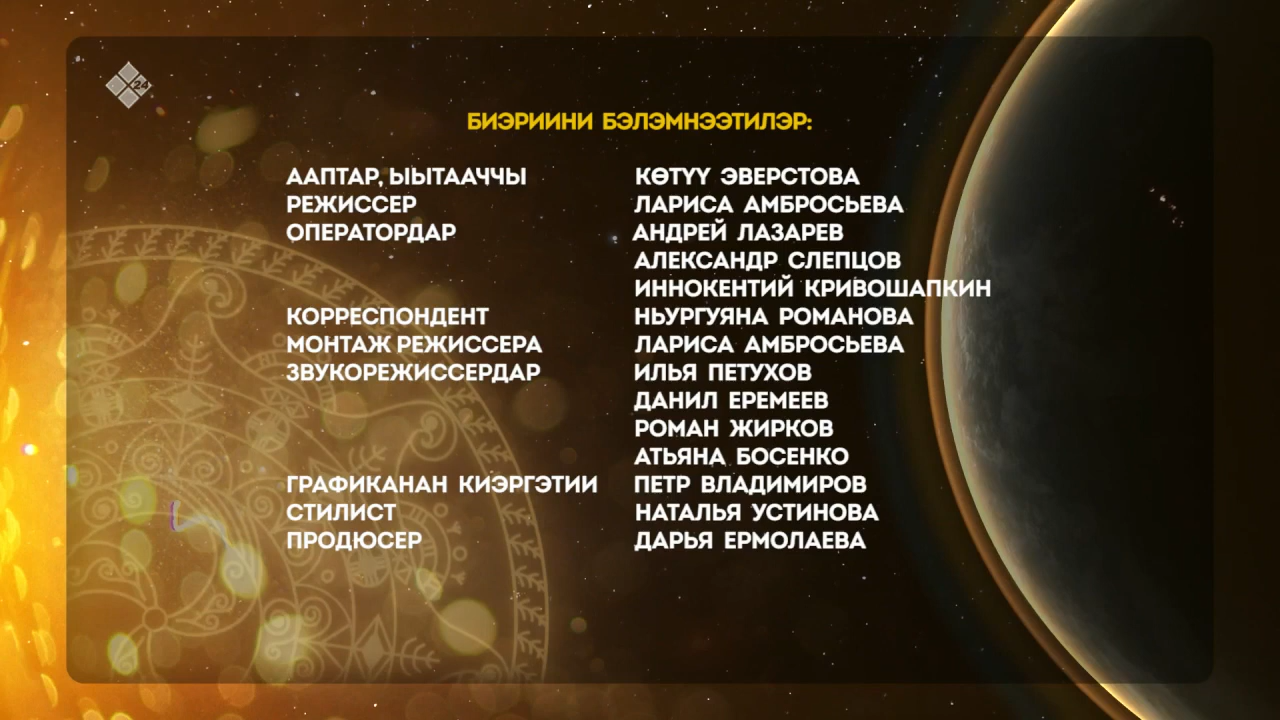 24
БИЭРИИНИ БЭЛЭМНЭЭТИЛЭР:
ААПТАР, ЫЫТААЧЧЫ КӨТҮҮ ЭВЕРСТОВА
РЕЖИССЕР ЛАРИСА АМБРОСЬЕВА
ОПЕРАТОРДАР АНДРЕЙ ЛАЗАРЕВ
АЛЕКСАНДР СЛЕПЦОВ
ИННОКЕНТИЙ КРИВОШАПКИН
КОРРЕСПОНДЕНТ НЬУРГУЯНА РОМАНОВА
МОНТАЖ РЕЖИССЕРА ЛАРИСА АМБРОСЬЕВА
ЗВУКОРЕЖИССЕРДАР ИЛЬЯ ПЕТУХОВ
ДАНИЛ ЕРЕМЕЕВ
РОМАН ЖИРКОВ
АТЬЯНА БОСЕНКО
ГРАФИКАНАН КИЭРГЭТИИ ПЕТР ВЛАДИМИРОВ
СТИЛИСТ НАТАЛЬЯ УСТИНОВА
ПРОДЮСЕР ДАРЬЯ ЕРМОЛАЕВА